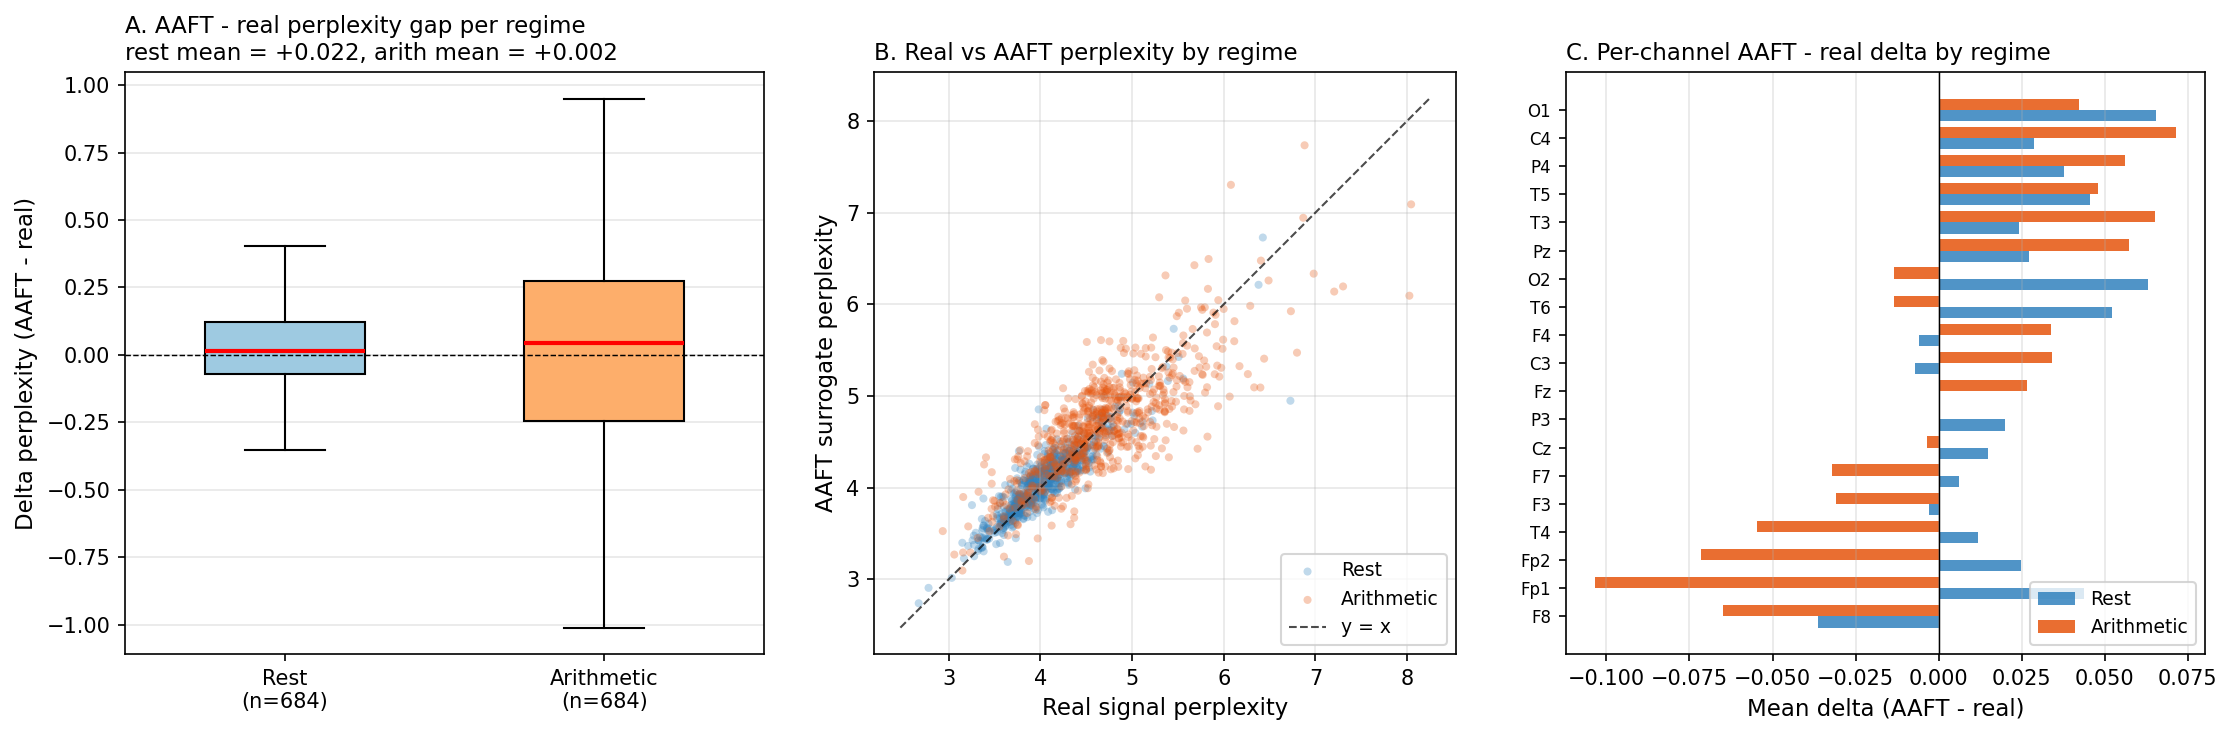 A. AAFT - real perplexity gap per regime
rest mean = +0.022, arith mean = +0.002
Delta perplexity (AAFT - real)
1.00
0.75
0.50
0.25
0.00
−0.25
−0.50
−0.75
−1.00
Rest
(n=684)
Arithmetic
(n=684)
B. Real vs AAFT perplexity by regime
AAFT surrogate perplexity
8
7
6
5
4
3
3 4 5 6 7 8
Real signal perplexity
Rest
Arithmetic
y = x
C. Per-channel AAFT - real delta by regime
O1
C4
P4
T5
T3
Pz
O2
T6
F4
C3
Fz
P3
Cz
F7
F3
T4
Fp2
Fp1
F8
Rest
Arithmetic
−0.100 −0.075 −0.050 −0.025 0.000 0.025 0.050 0.075
Mean delta (AAFT - real)